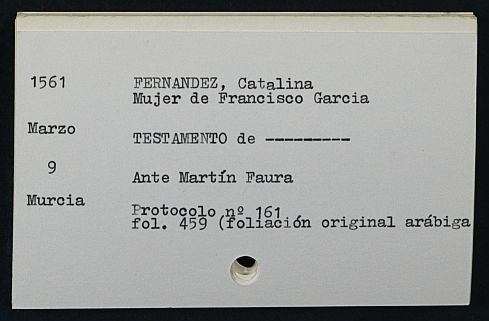 1561 FERNANDEZ, Catalina
Mujer de Francisco Garcia
Marzo
TESTAMENTO de ---------
9
Ante Martín Faura
Murcia
Protocolo nº 161
fol. 459 (foliación original arábiga